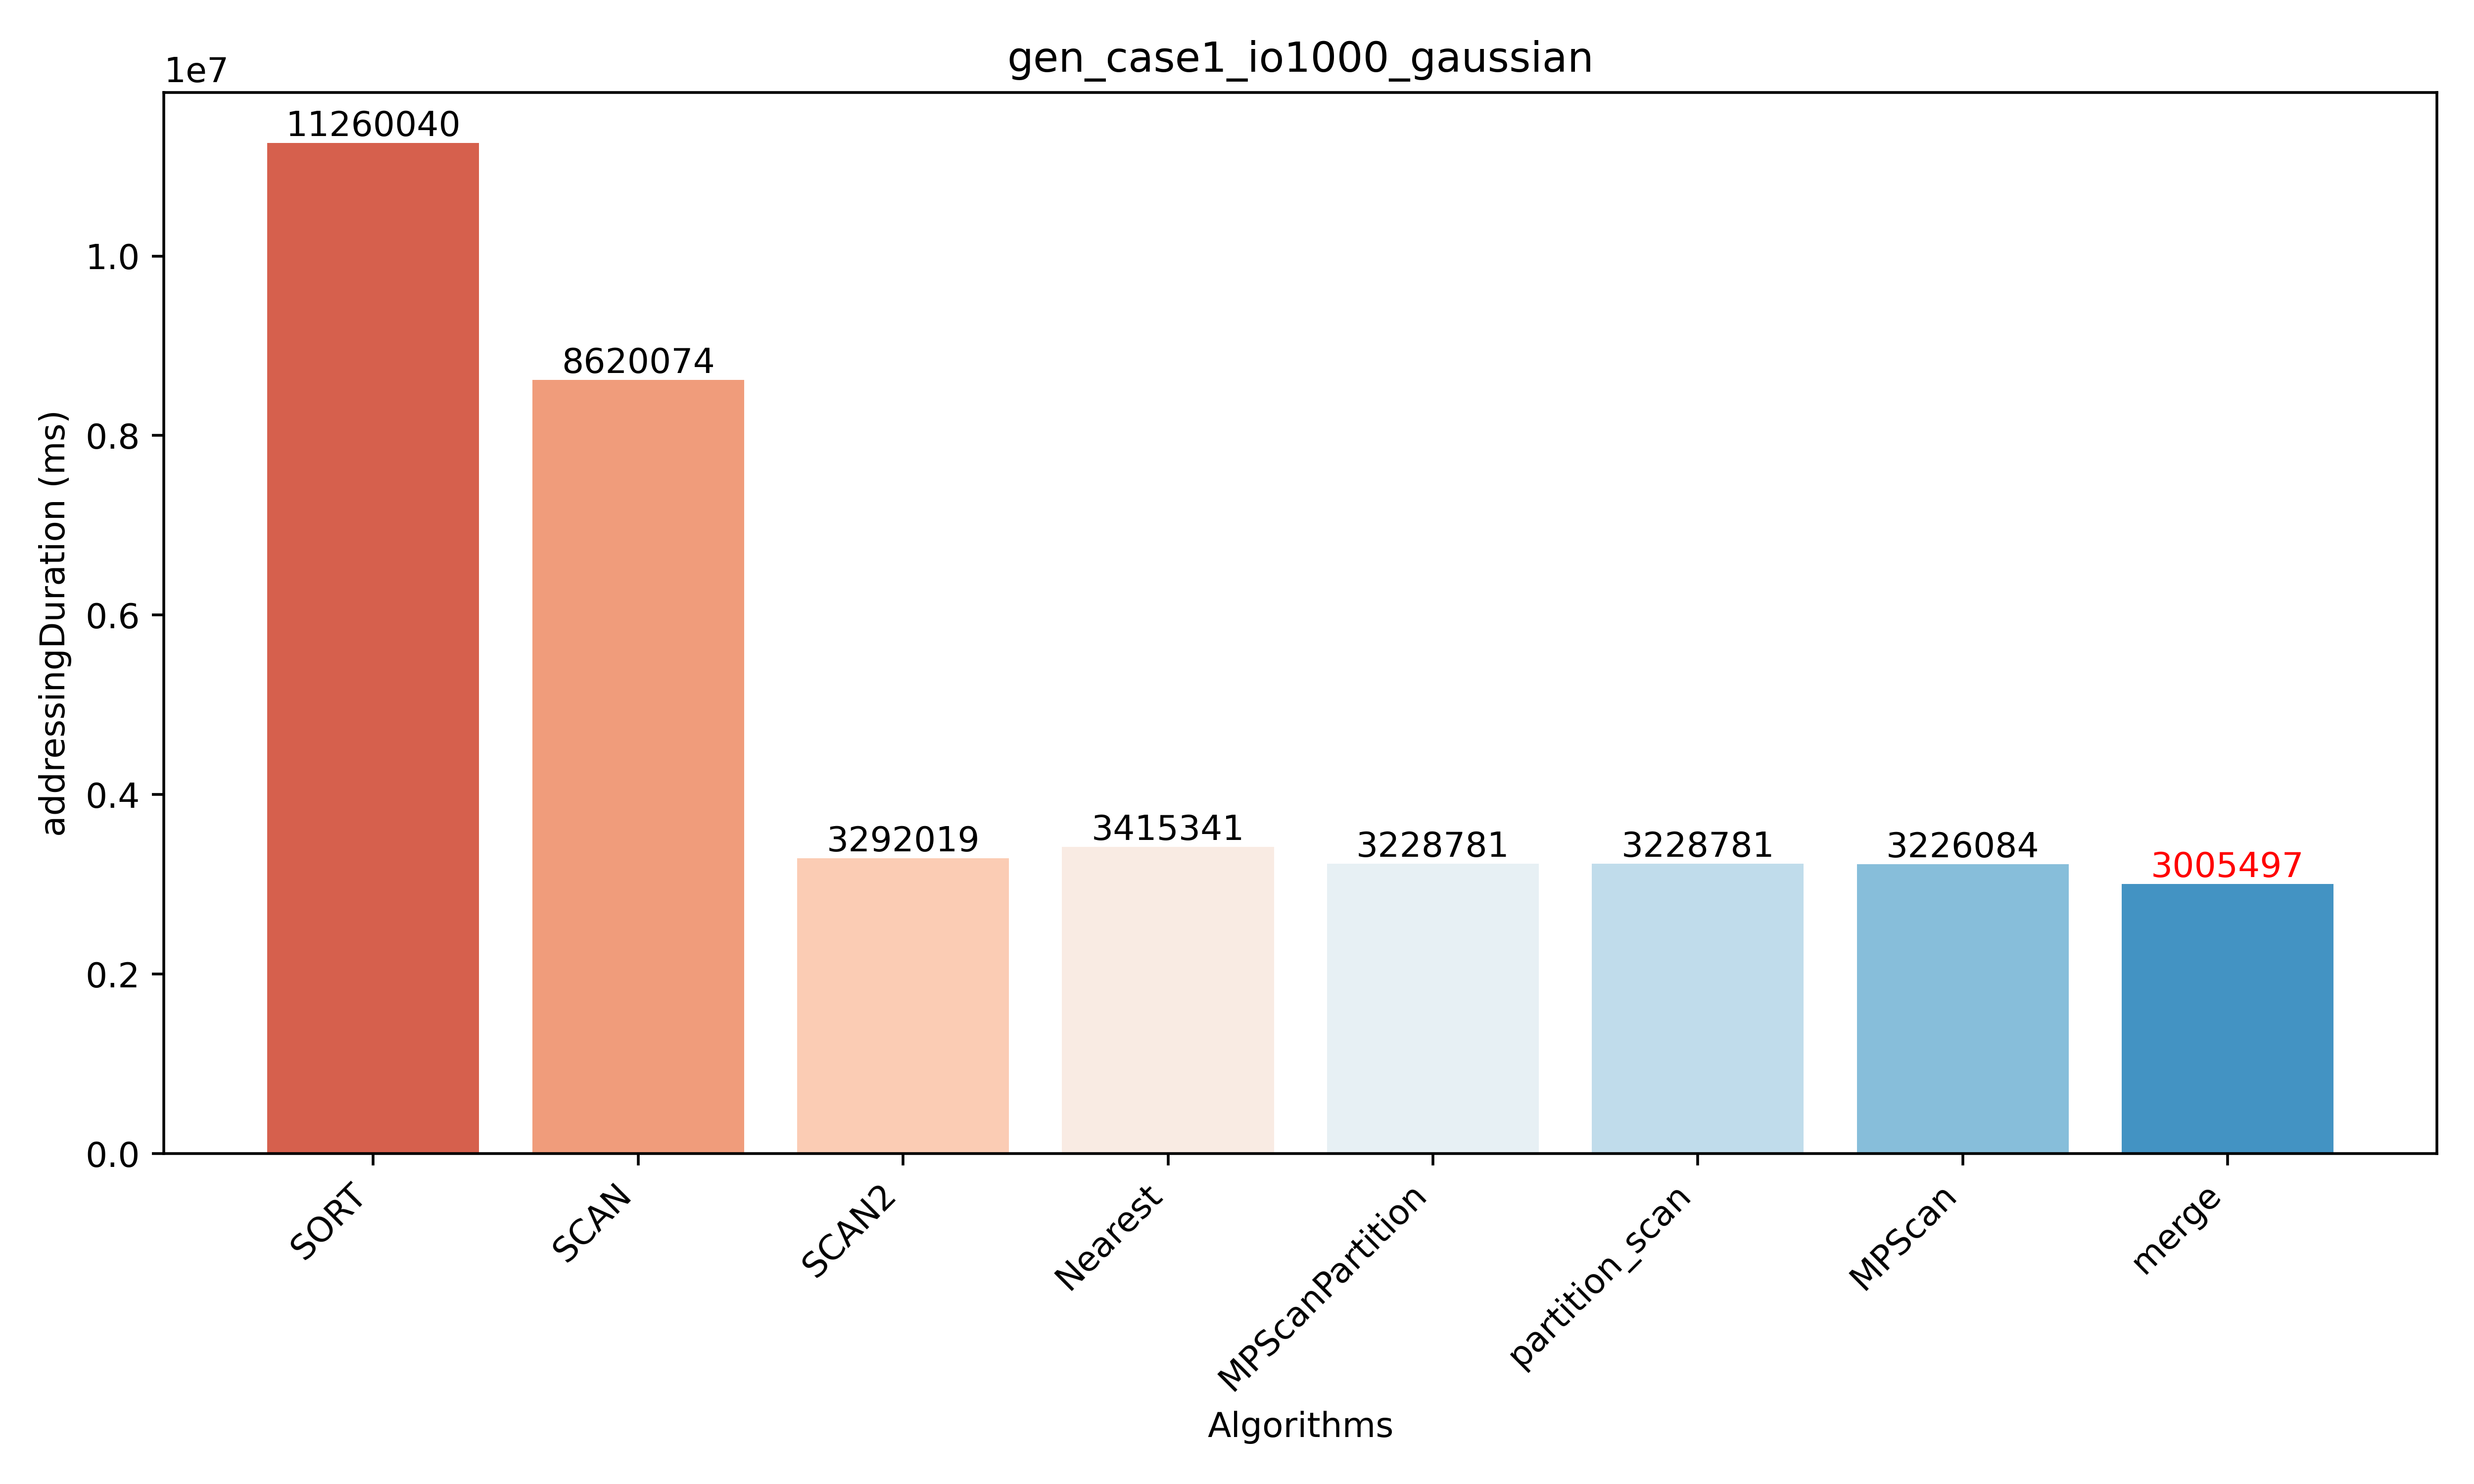 gen_case1_io1000_gaussian
1e7
11260040
8620074
3292019
3415341
3228781
3228781
3226084
3005497
1.0
0.8
0.6
0.4
0.2
0.0
addressingDuration (ms)
SORT
SCAN
SCAN2
Nearest
MPScanPartition
partition_scan
MPScan
merge
Algorithms